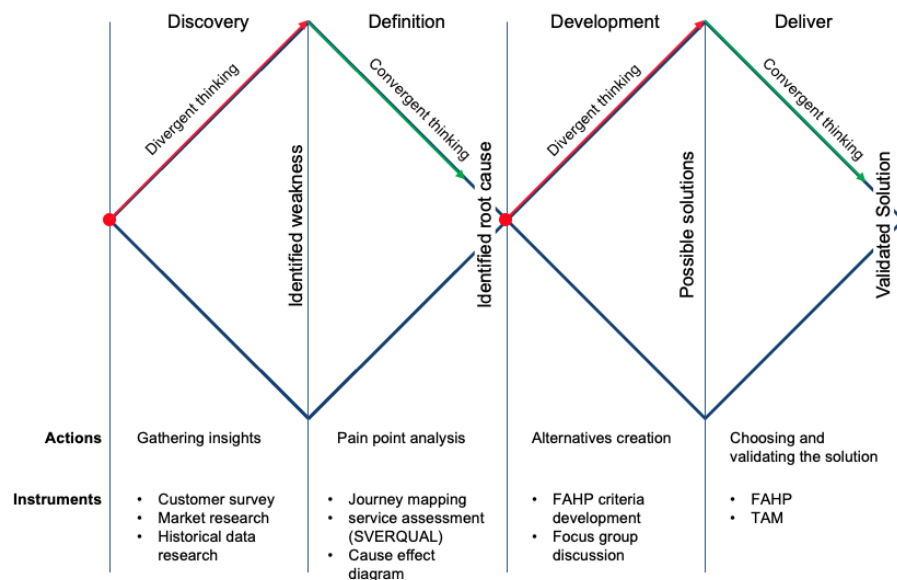 Discovery
Definition
Development
Deliver
Divergent thinking
Convergent thinking
Divergent thinking
Convergent thinking
Identified weakness
Identified root cause
Possible solutions
Validated Solution
Actions
Gathering insights
Pain point analysis
Alternatives creation
Choosing and
validating the solution
Instruments
• Customer survey
• Market research
• Historical data
research
• Journey mapping
• service assessment
(SVERQUAL)
• Cause effect
diagram
• FAHP criteria
development
• Focus group
discussion
• FAHP
• TAM